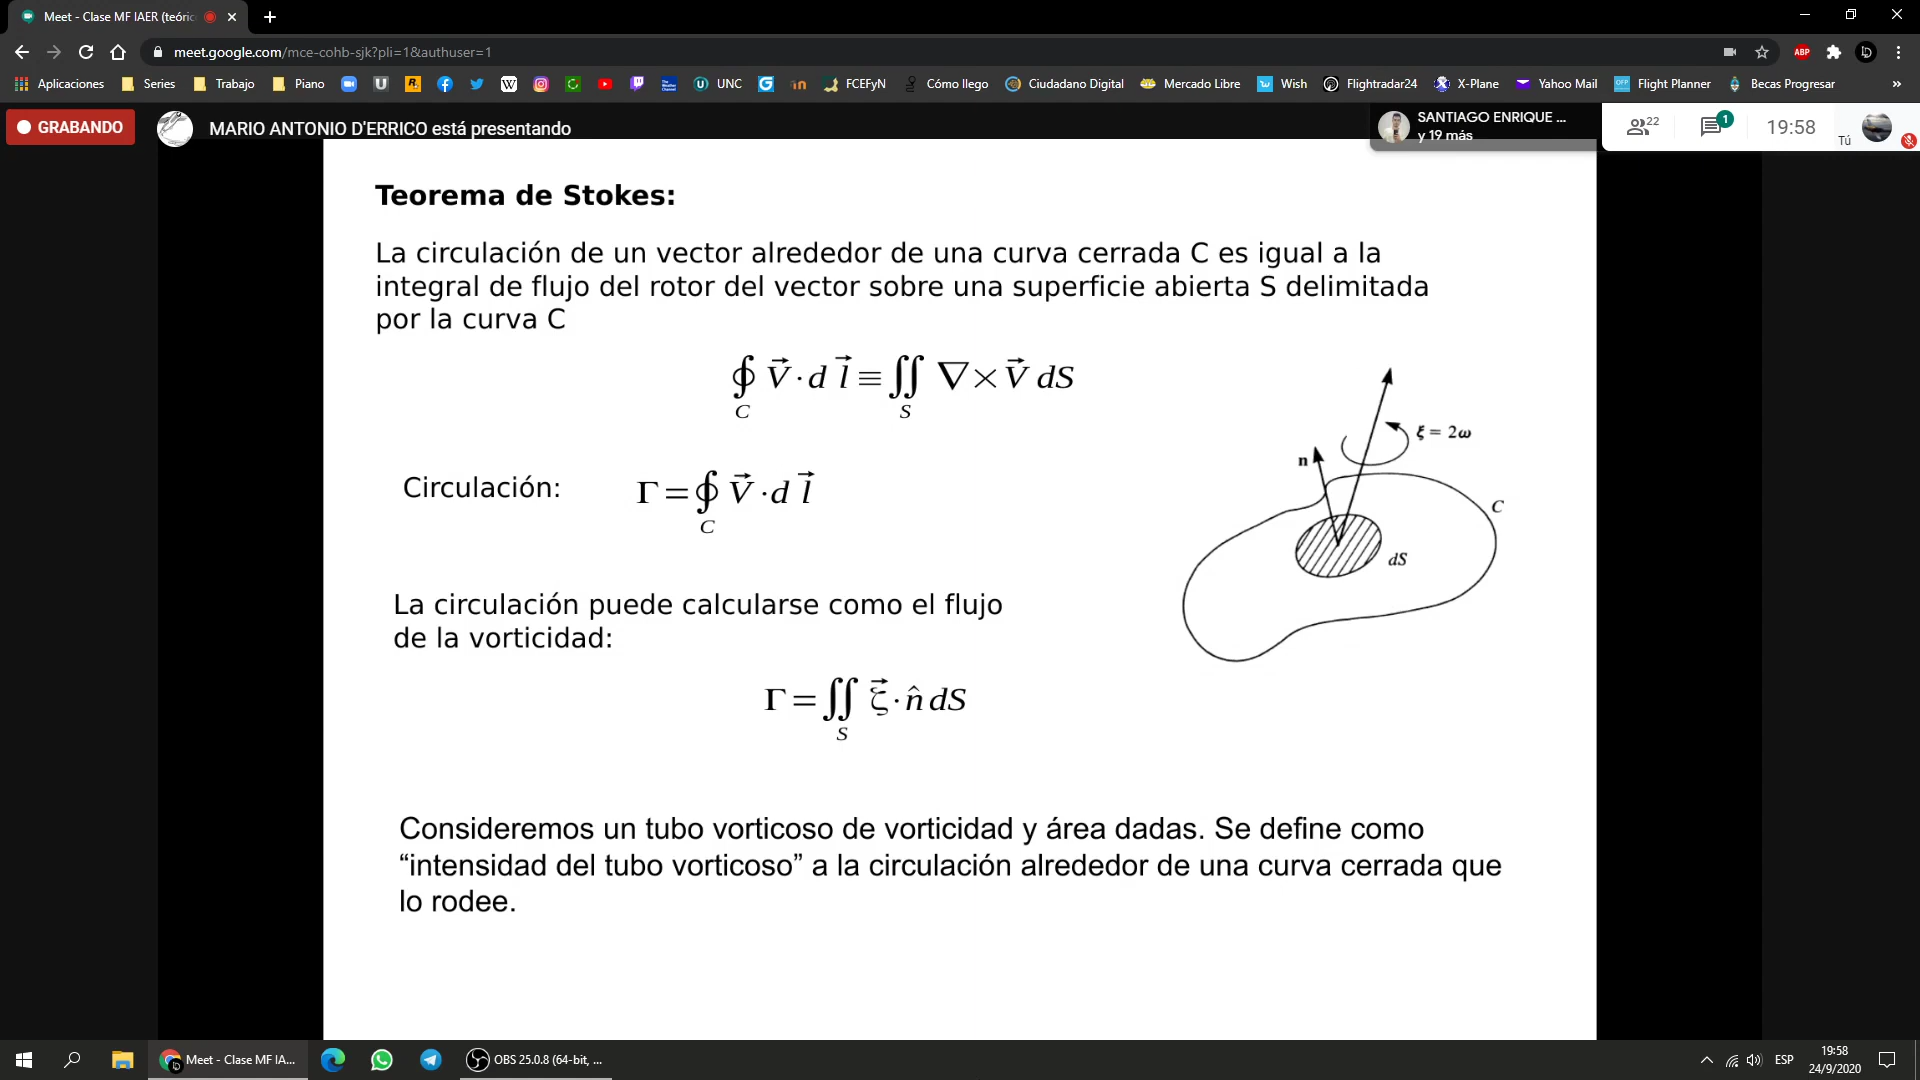 Meet - Clase MF IAER (teóric
meet.google.com/mce-cohb-sjk?pli=1&authuser=1
ABP
Aplicaciones Series Trabajo Piano UNC FCEFyN Cómo llego Ciudadano Digital Mercado Libre Wish Flightradar24 X-Plane Yahoo Mail Flight Planner Becas Progresar »
GRABANDO
MARIO ANTONIO D'ERRICO está presentando
SANTIAGO ENRIQUE ...
y 19 más
22
1
19:58
Tú
Teorema de Stokes:
La circulación de un vector alrededor de una curva cerrada C es igual a la
integral de flujo del rotor del vector sobre una superficie abierta S delimitada
por la curva C
∮_C V⃗ · d l⃗ ≡ ∬_S ∇ × V⃗ dS
ξ = 2ω
n
C
dS
Circulación: Γ = ∮_C V⃗ · d l⃗
La circulación puede calcularse como el flujo
de la vorticidad:
Γ = ∬_S ξ⃗ · n̂ dS
Consideremos un tubo vorticoso de vorticidad y área dadas. Se define como
“intensidad del tubo vorticoso” a la circulación alrededor de una curva cerrada que
lo rodee.
Meet - Clase MF IA...
OBS 25.0.8 (64-bit, ...
ESP
19:58
24/9/2020